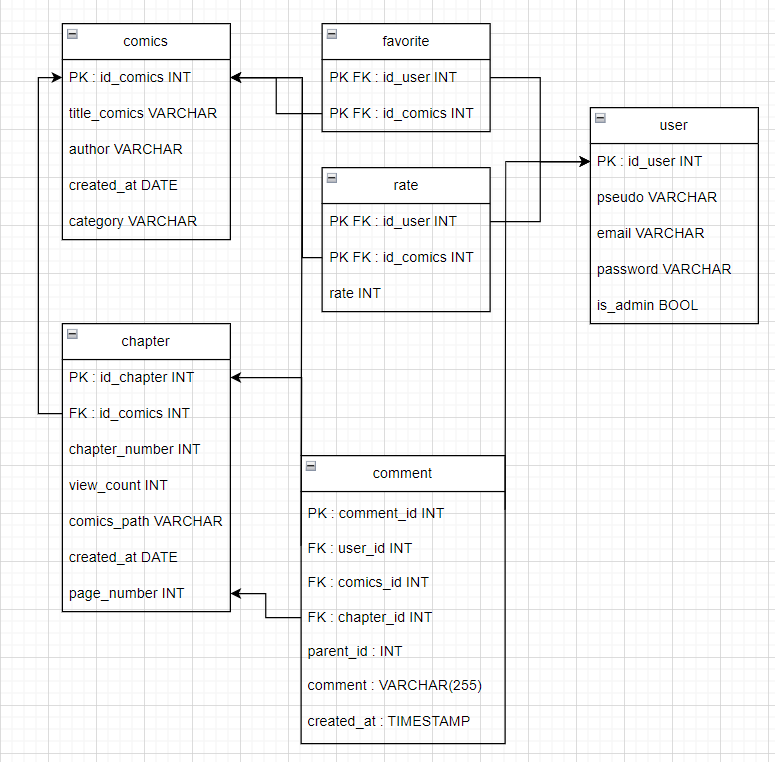 comics
PK : id_comics INT
title_comics VARCHAR
author VARCHAR
created_at DATE
category VARCHAR
favorite
PK FK : id_user INT
PK FK : id_comics INT
user
PK : id_user INT
pseudo VARCHAR
email VARCHAR
password VARCHAR
is_admin BOOL
rate
PK FK : id_user INT
PK FK : id_comics INT
rate INT
chapter
PK : id_chapter INT
FK : id_comics INT
chapter_number INT
view_count INT
comics_path VARCHAR
created_at DATE
page_number INT
comment
PK : comment_id INT
FK : user_id INT
FK : comics_id INT
FK : chapter_id INT
parent_id : INT
comment : VARCHAR(255)
created_at : TIMESTAMP